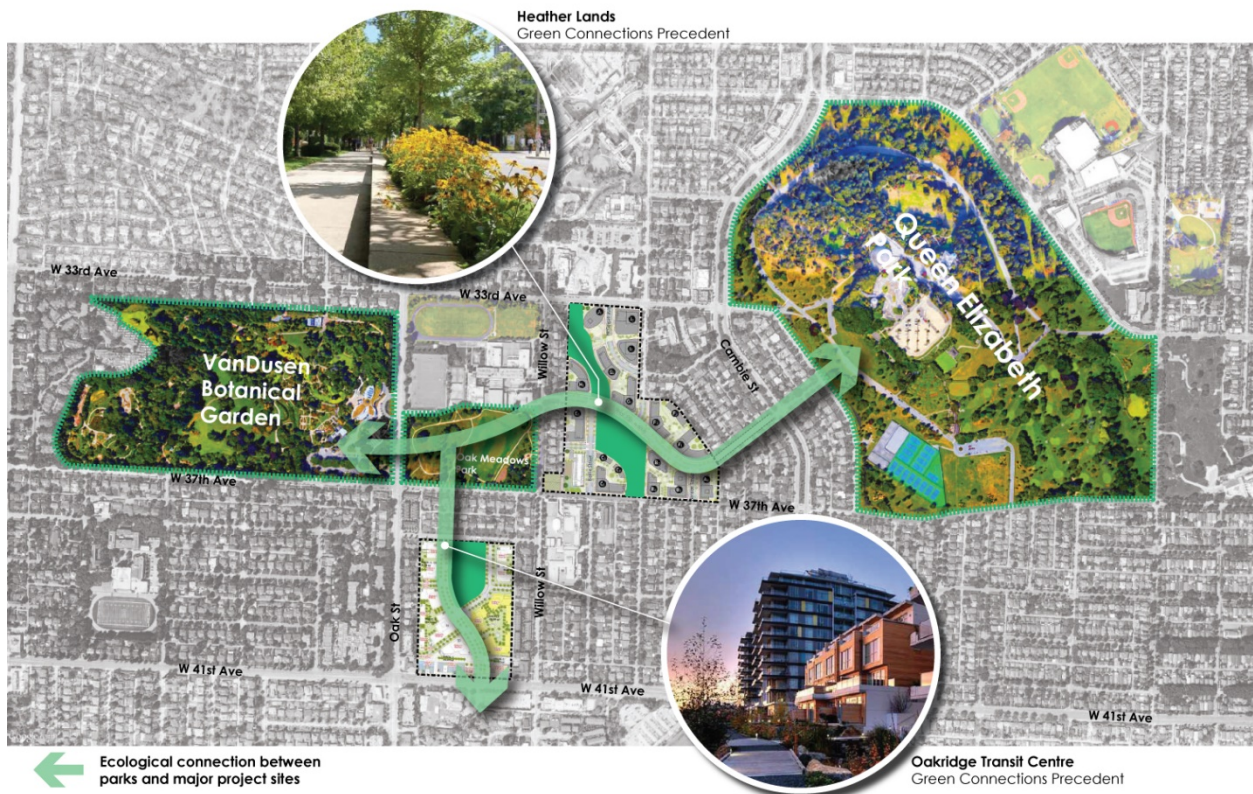 Heather Lands
Green Connections Precedent
W 33rd Ave
W 33rd Ave
Willow St
Cambie St
Queen Elizabeth
Park
VanDusen
Botanical
Garden
Oak Meadows
Park
W 37th Ave
W 37th Ave
Oak St
Willow St
W 41st Ave
W 41st Ave
W 41st Ave
Ecological connection between
parks and major project sites
Oakridge Transit Centre
Green Connections Precedent